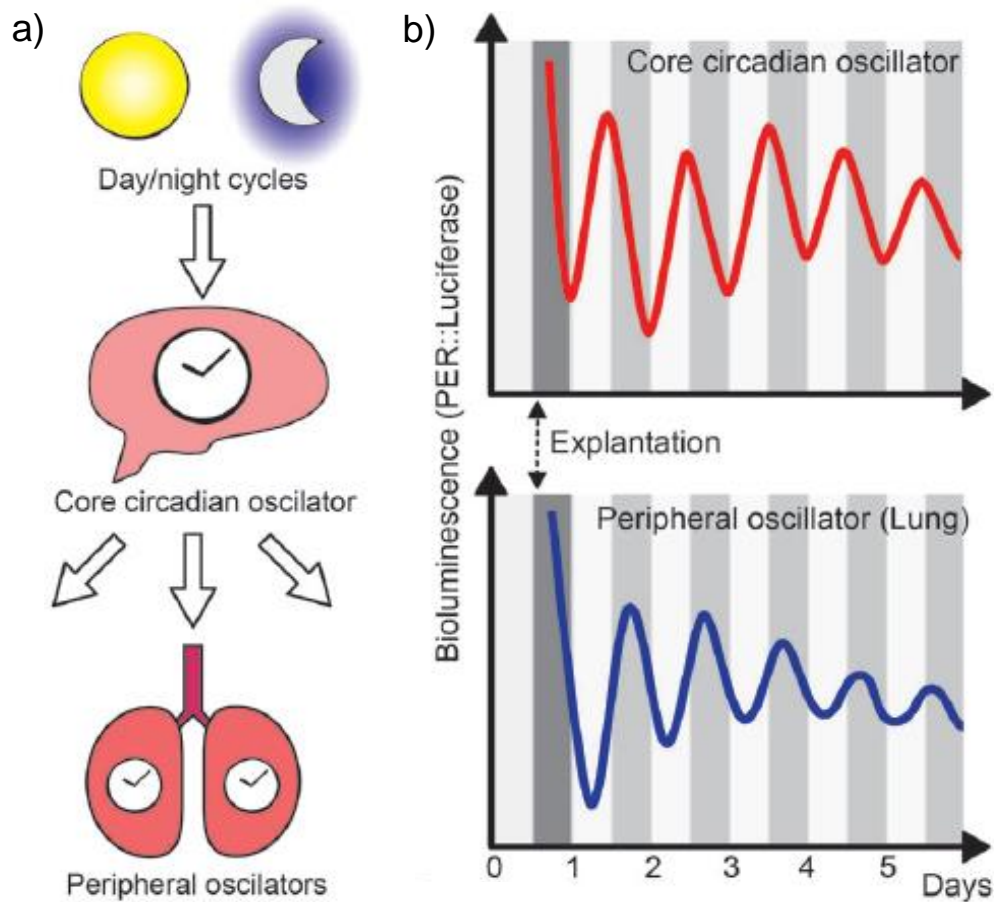 a)
Day/night cycles
Core circadian oscilator
Peripheral oscilators
b)
Bioluminescence (PER::Luciferase)
Core circadian oscillator
Explantation
Peripheral oscillator (Lung)
0 1 2 3 4 5
Days